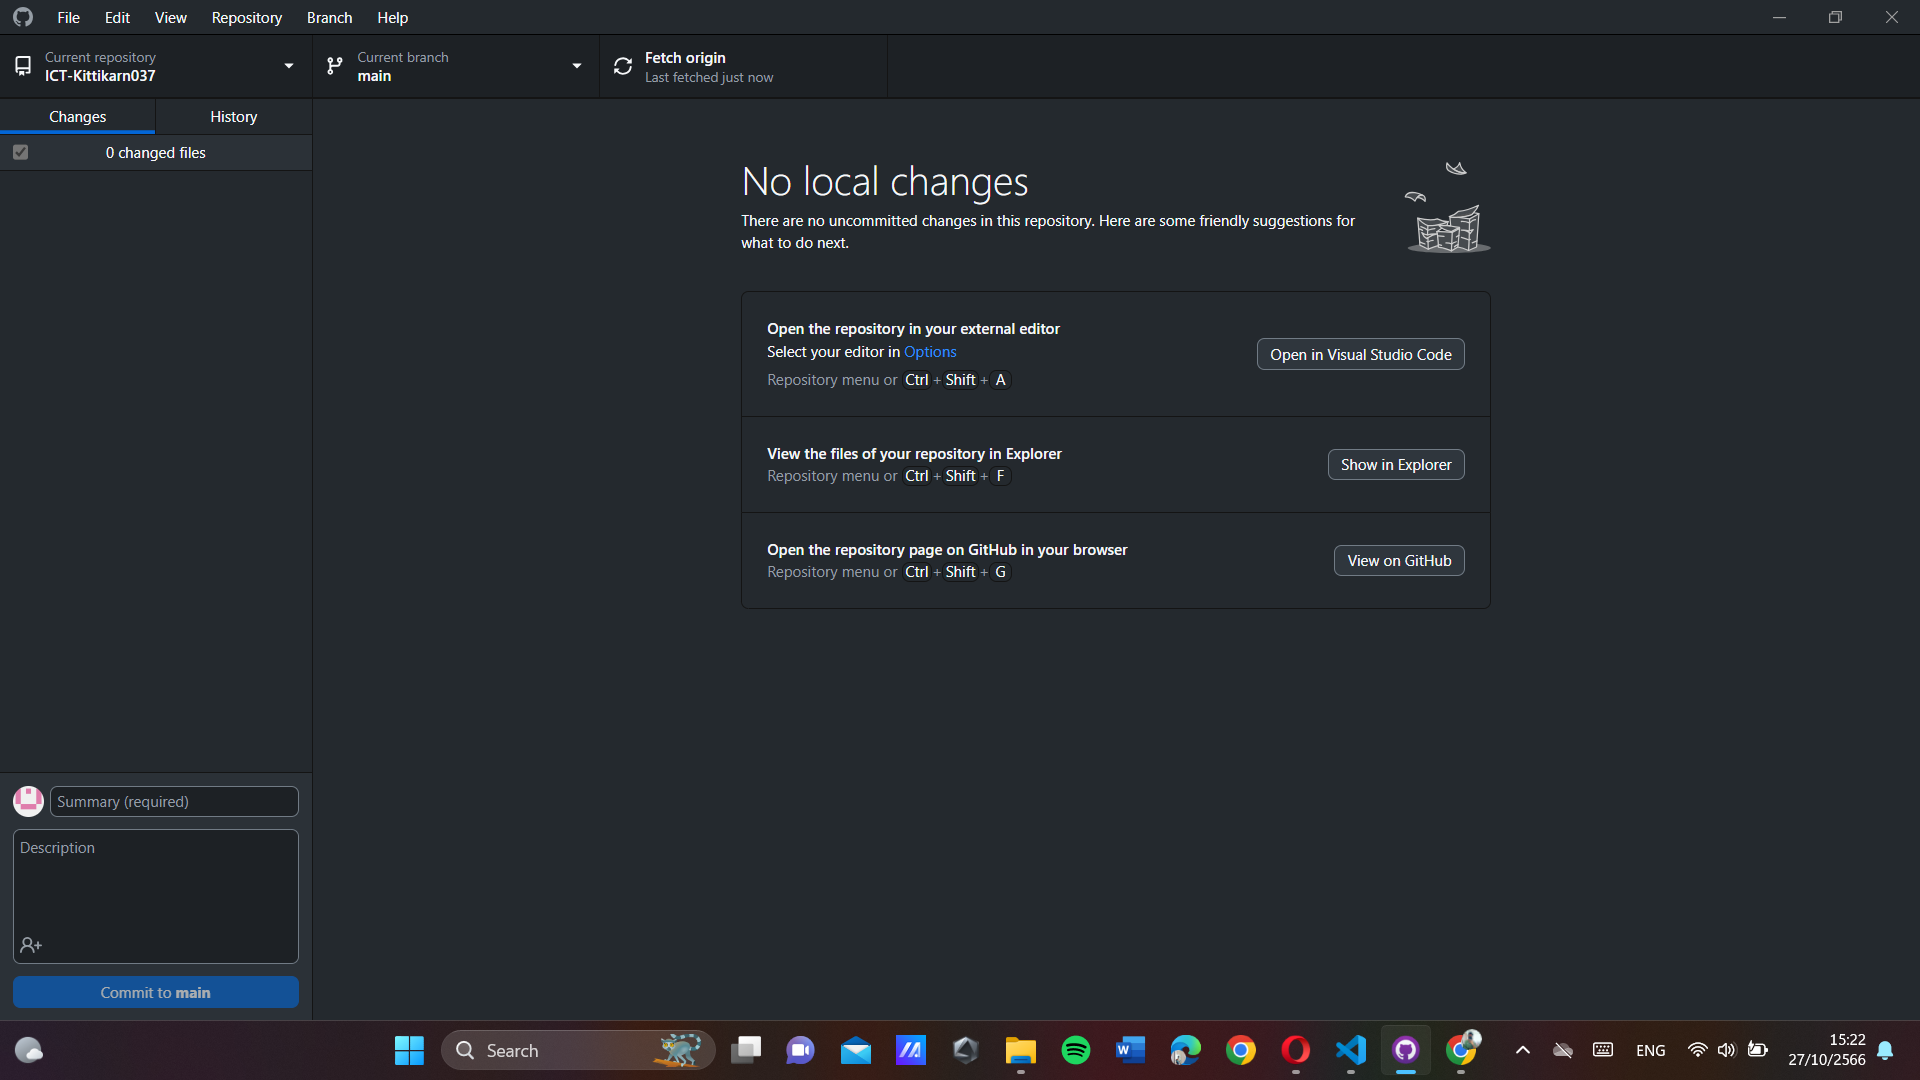 File Edit View Repository Branch Help
Current repository
ICT-Kittikarn037
Current branch
main
Fetch origin
Last fetched just now
Changes
History
0 changed files
No local changes
There are no uncommitted changes in this repository. Here are some friendly suggestions for
what to do next.
Open the repository in your external editor
Select your editor in Options
Repository menu or Ctrl + Shift + A
Open in Visual Studio Code
View the files of your repository in Explorer
Repository menu or Ctrl + Shift + F
Show in Explorer
Open the repository page on GitHub in your browser
Repository menu or Ctrl + Shift + G
View on GitHub
Summary (required)
Description
Commit to main
Search
ENG
15:22
27/10/2566